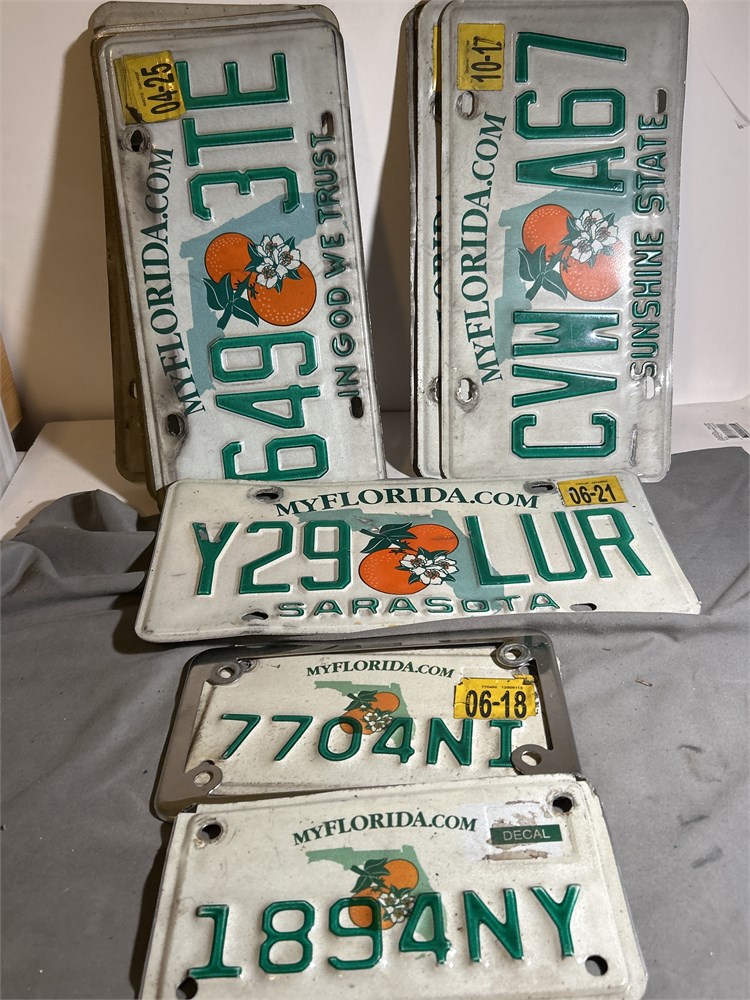 04-25
MYFLORIDA.COM
649 3TE
IN GOD WE TRUST
10-17
MYFLORIDA.COM
CVW A67
SUNSHINE STATE
MYFLORIDA.COM
06-21
Y29 LUR
SARASOTA
MYFLORIDA.COM
06-18
7704NI
MYFLORIDA.COM
DECAL
1894NY